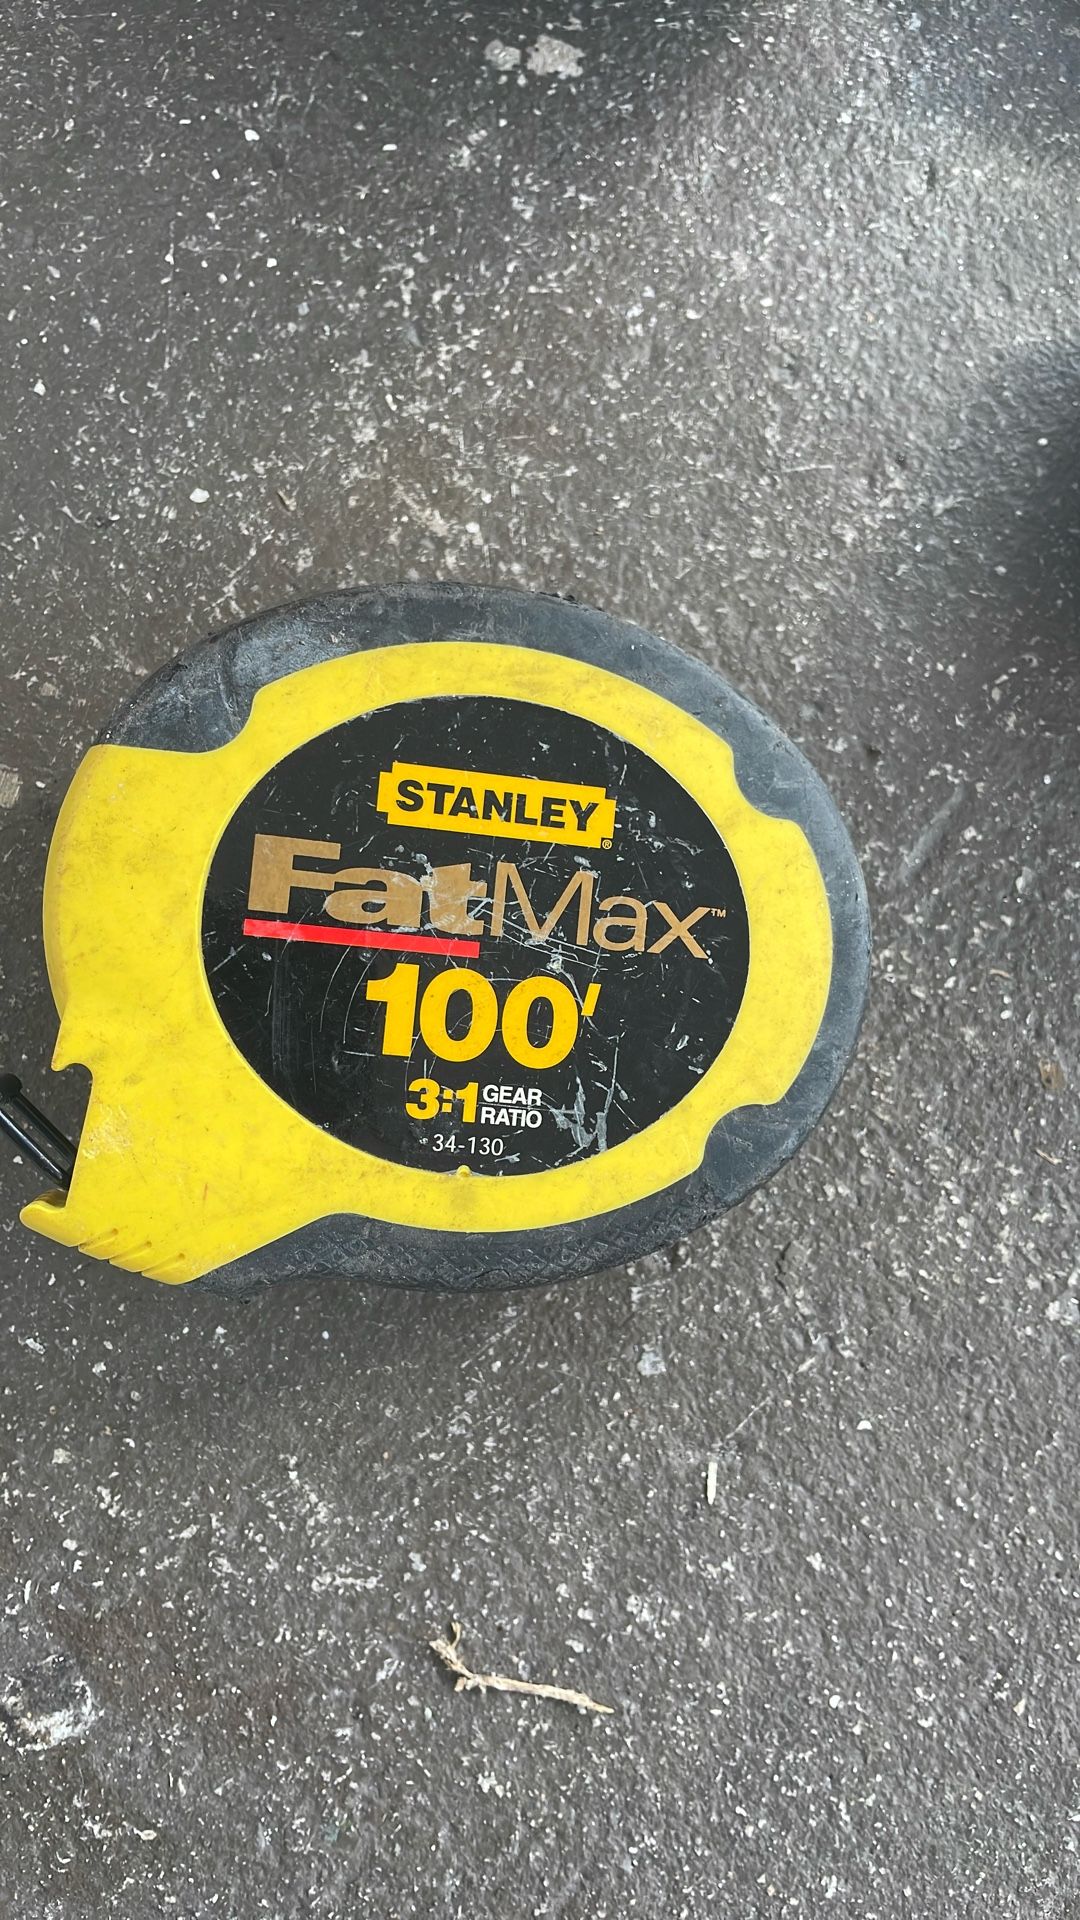 STANLEY®
FatMax™
100'
3:1 GEAR
RATIO
34-130